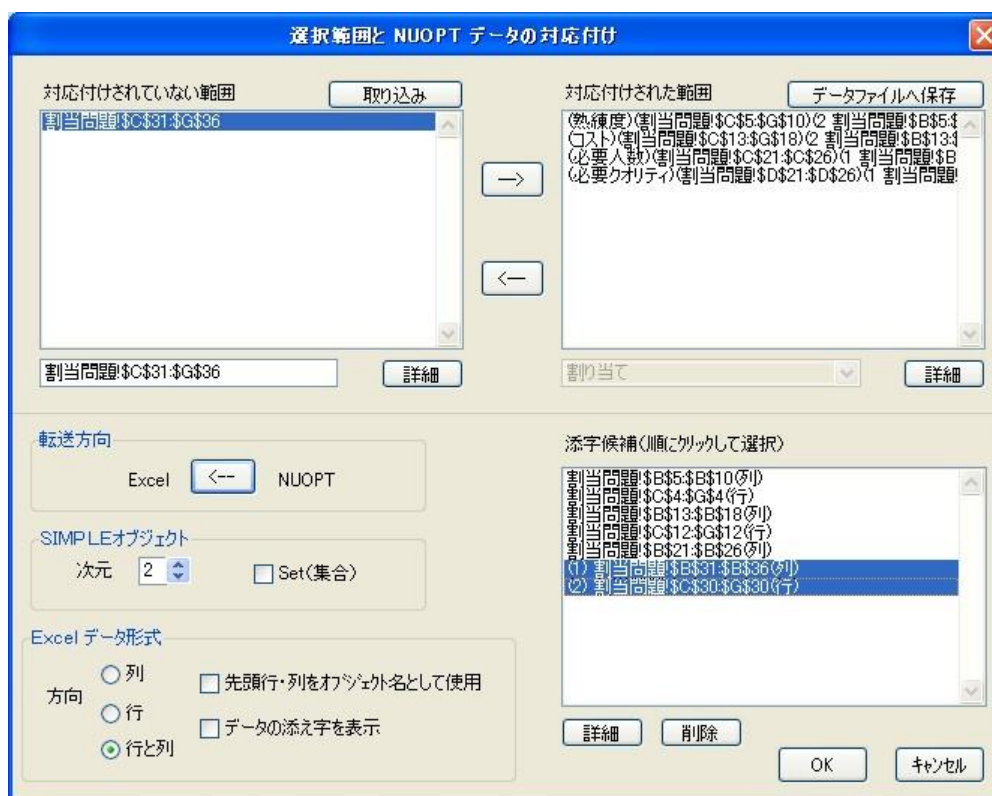 選択範囲と NUOPT データの対応付け
対応付けされていない範囲
取り込み
割当問題!$C$31:$G$36
割当問題!$C$31:$G$36
詳細
-->
<--
対応付けされた範囲
データファイルへ保存
(熟練度)(割当問題!$C$5:$G$10)(2 割当問題!$B$5:$
(コスト)(割当問題!$C$13:$G$18)(2 割当問題!$B$13:$
(必要人数)(割当問題!$C$21:$C$26)(1 割当問題!$B
(必要クオリティ)(割当問題!$D$21:$D$26)(1 割当問題!
割り当て
詳細
転送方向
Excel <-- NUOPT
SIMPLEオブジェクト
次元 2 Set(集合)
Excel データ形式
方向
列
行
行と列
先頭行・列をオブジェクト名として使用
データの添え字を表示
添字候補(順にクリックして選択)
割当問題!$B$5:$B$10(列)
割当問題!$C$4:$G$4(行)
割当問題!$B$13:$B$18(列)
割当問題!$C$12:$G$12(行)
割当問題!$B$21:$B$26(列)
(1) 割当問題!$B$31:$B$36(列)
(2) 割当問題!$C$30:$G$30(行)
詳細
削除
OK
キャンセル